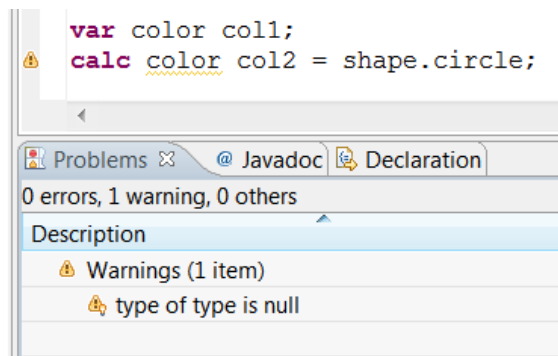 var color col1;
calc color col2 = shape.circle;
Problems @ Javadoc Declaration
0 errors, 1 warning, 0 others
Description
Warnings (1 item)
type of type is null